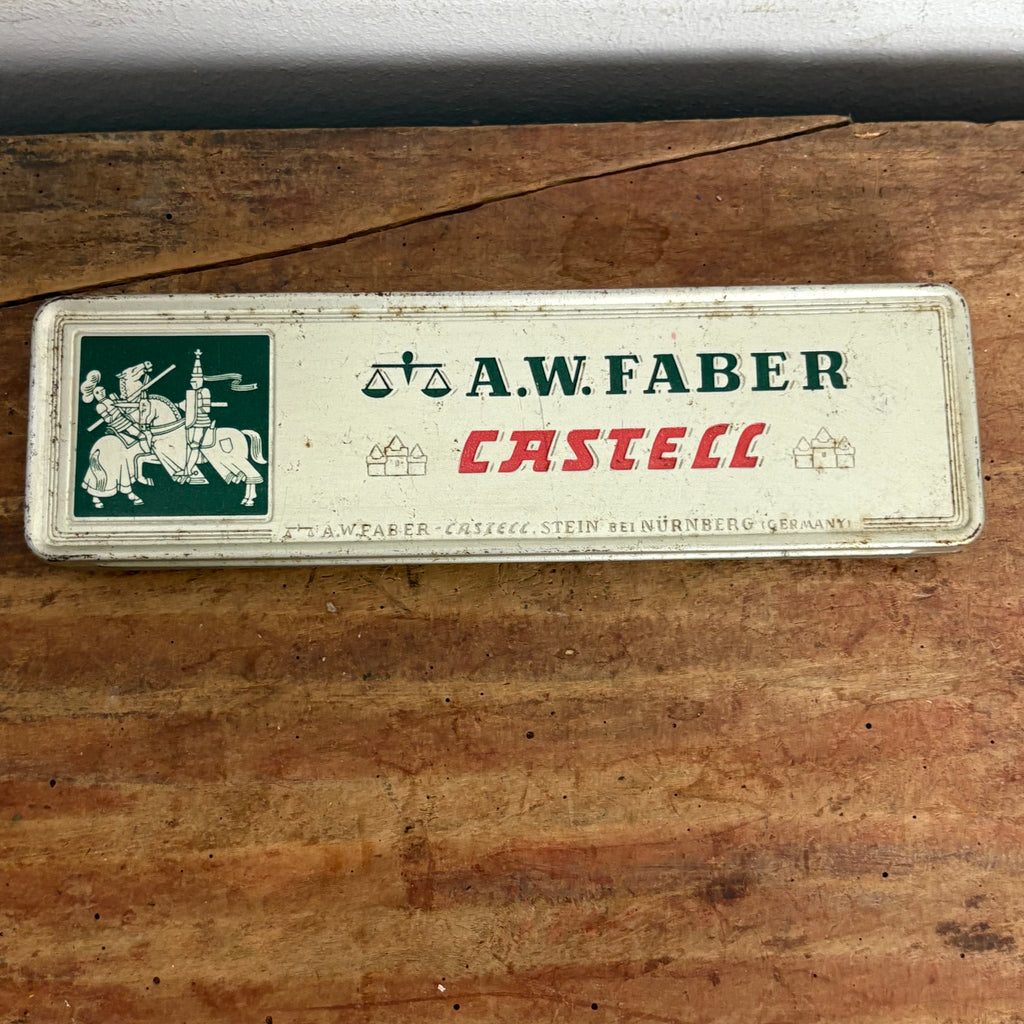 A.W. FABER
CASTELL
A.W. FABER-CASTELL, STEIN BEI NÜRNBERG (GERMANY)